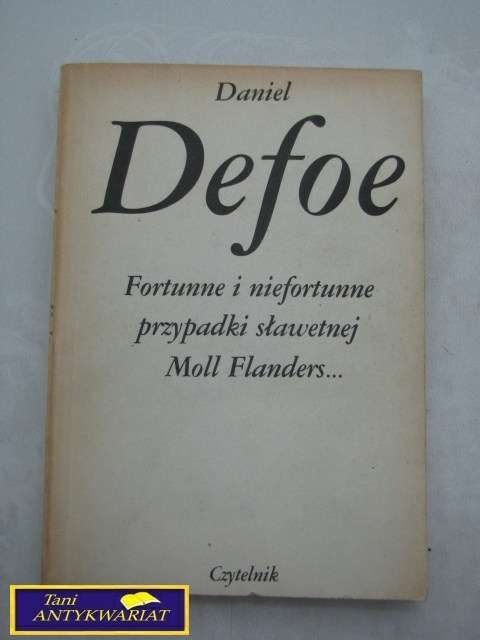 Daniel
Defoe
Fortunne i niefortunne
przypadki sławetnej
Moll Flanders...
Czytelnik
Tani
ANTYKWARIAT